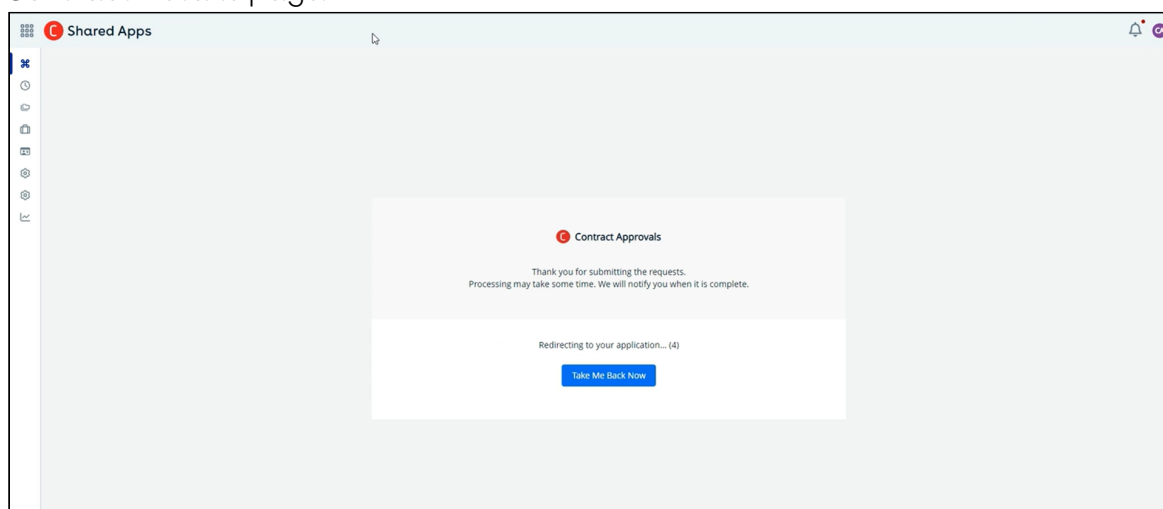 Shared Apps
C Contract Approvals
Thank you for submitting the requests.
Processing may take some time. We will notify you when it is complete.
Redirecting to your application... (4)
Take Me Back Now